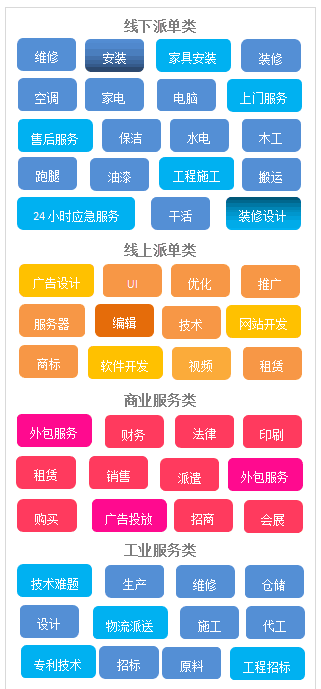 线下派单类
维修 安装 家具安装 装修
空调 家电 电脑 上门服务
售后服务 保洁 水电 木工
跑腿 油漆 工程施工 搬运
24小时应急服务 干活 装修设计
线上派单类
广告设计 UI 优化 推广
服务器 编辑 技术 网站开发
商标 软件开发 视频 租赁
商业服务类
外包服务 财务 法律 印刷
租赁 销售 派遣 外包服务
购买 广告投放 招商 会展
工业服务类
技术难题 生产 维修 仓储
设计 物流派送 施工 代工
专利技术 招标 原料 工程招标